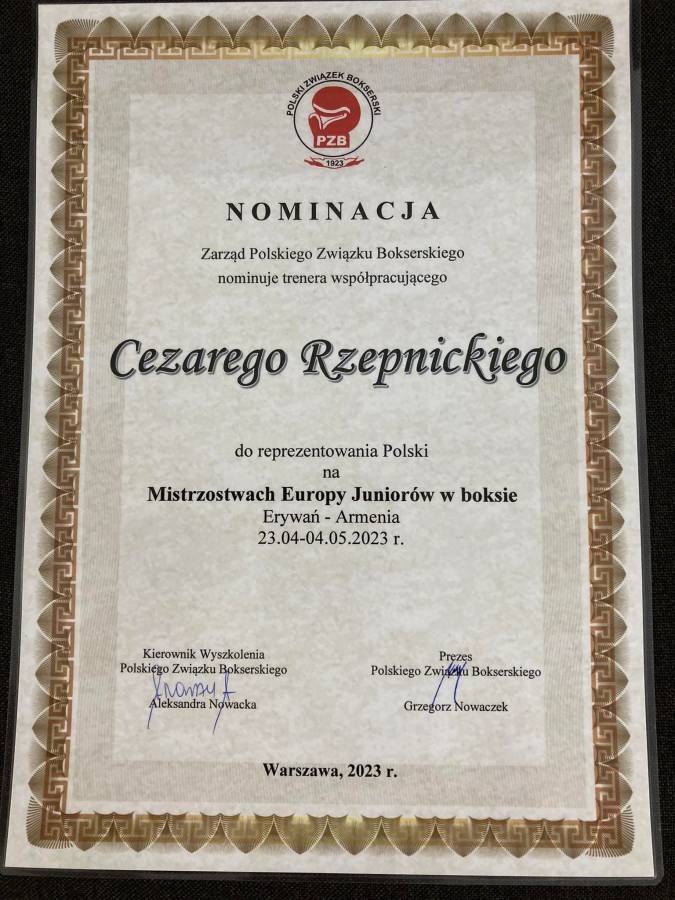 POLSKI ZWIĄZEK BOKSERSKI
PZB
1923
NOMINACJA
Zarząd Polskiego Związku Bokserskiego
nominuje trenera współpracującego
Cezarego Rzepnickiego
do reprezentowania Polski
na
Mistrzostwach Europy Juniorów w boksie
Erywań - Armenia
23.04-04.05.2023 r.
Kierownik Wyszkolenia
Polskiego Związku Bokserskiego
Aleksandra Nowacka
Prezes
Polskiego Związku Bokserskiego
Grzegorz Nowaczek
Warszawa, 2023 r.